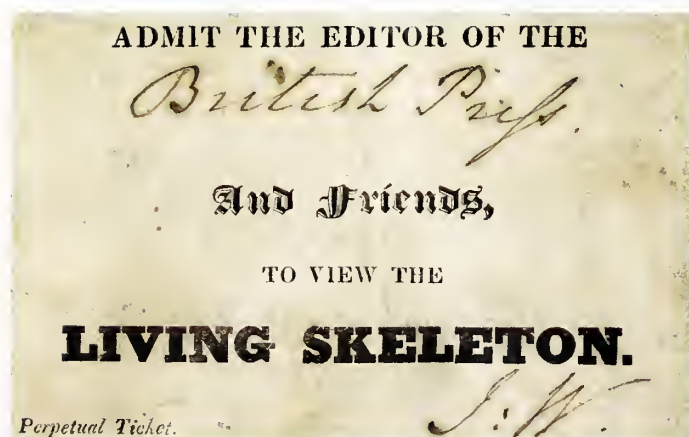 ADMIT THE EDITOR OF THE
British Preſs.
And Friends,
TO VIEW THE
LIVING SKELETON.
J: W.
Perpetual Ticket.